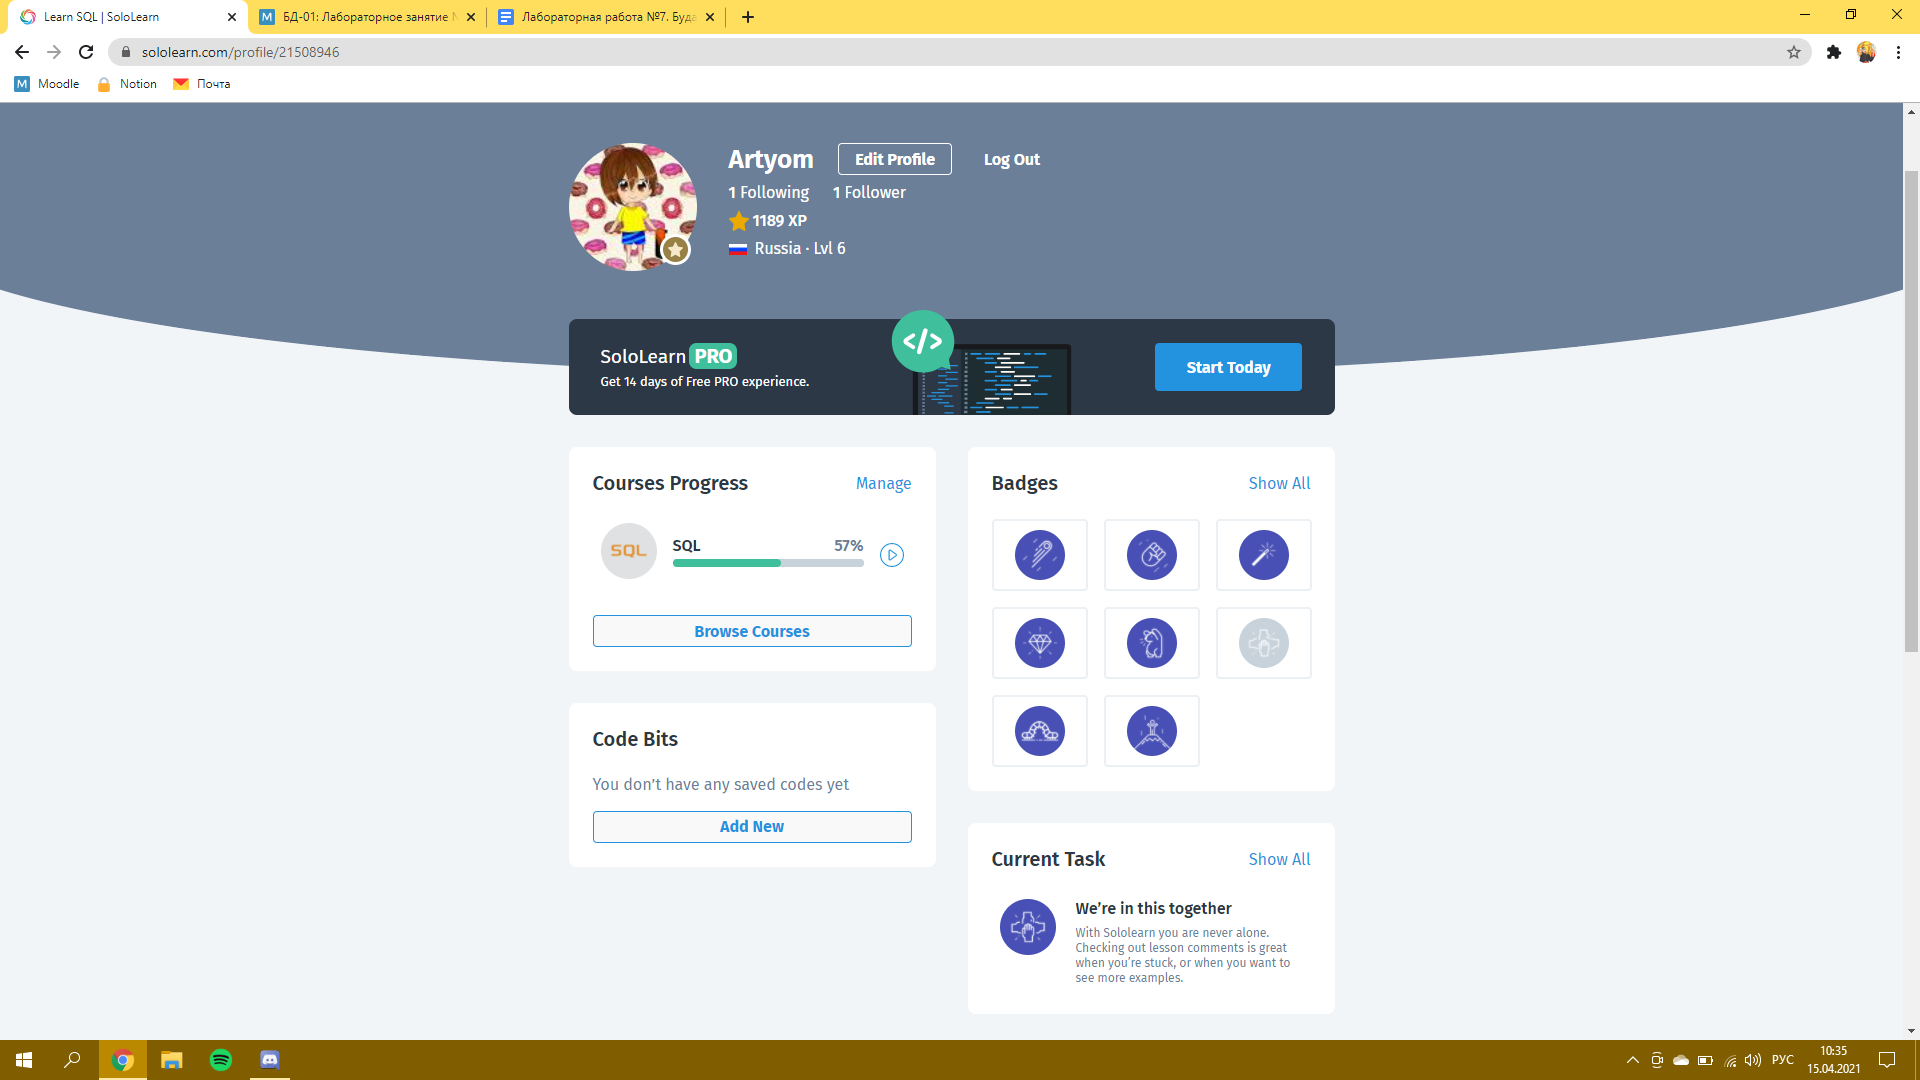 Learn SQL | SoloLearn
БД-01: Лабораторное занятие
Лабораторная работа №7. Буда
sololearn.com/profile/21508946
M Moodle
Notion
Почта
Artyom
Edit Profile
Log Out
1 Following
1 Follower
1189 XP
Russia · Lvl 6
SoloLearn PRO
Get 14 days of Free PRO experience.
</>
Start Today
Courses Progress
Manage
SQL
SQL
57%
Browse Courses
Code Bits
You don't have any saved codes yet
Add New
Badges
Show All
Current Task
Show All
We're in this together
With Sololearn you are never alone.
Checking out lesson comments is great
when you're stuck, or when you want to
see more examples.
РУС
10:35
15.04.2021